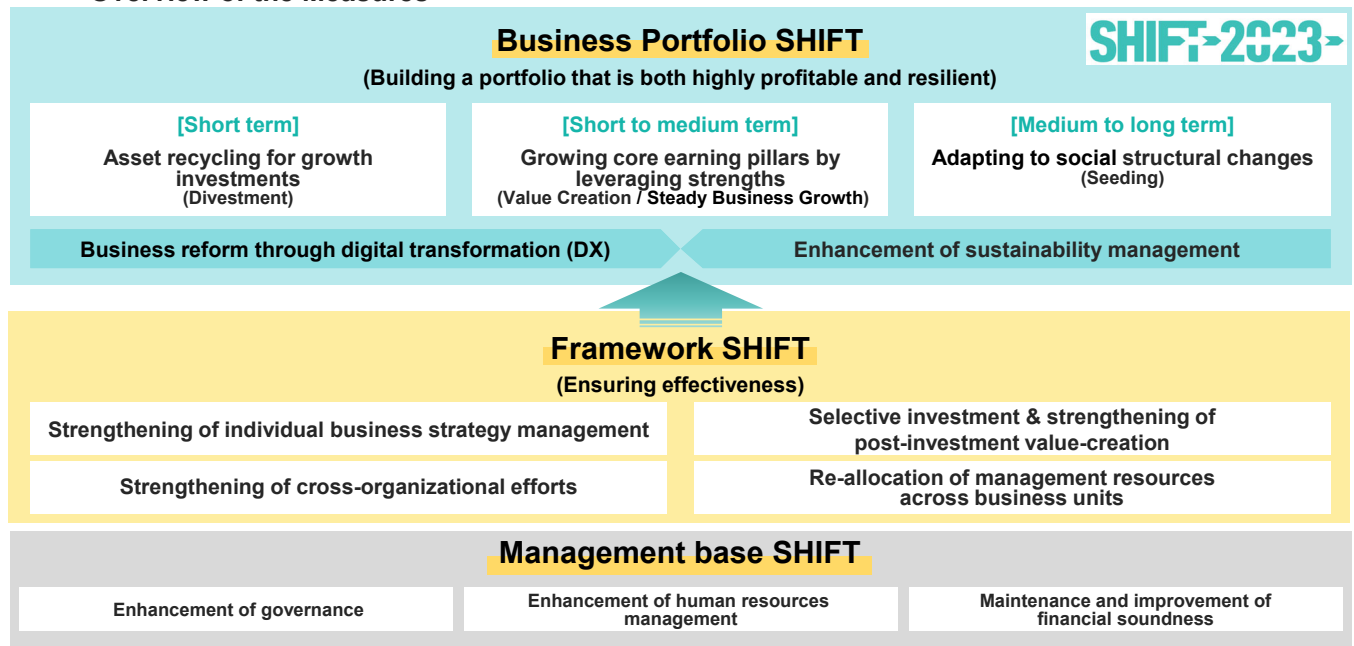 Overview of the Measures
Business Portfolio SHIFT
SHIFT 2023
(Building a portfolio that is both highly profitable and resilient)
[Short term]
Asset recycling for growth
investments
(Divestment)
[Short to medium term]
Growing core earning pillars by
leveraging strengths
(Value Creation / Steady Business Growth)
[Medium to long term]
Adapting to social structural changes
(Seeding)
Business reform through digital transformation (DX)
Enhancement of sustainability management
Framework SHIFT
(Ensuring effectiveness)
Strengthening of individual business strategy management
Selective investment & strengthening of
post-investment value-creation
Strengthening of cross-organizational efforts
Re-allocation of management resources
across business units
Management base SHIFT
Enhancement of governance
Enhancement of human resources
management
Maintenance and improvement of
financial soundness